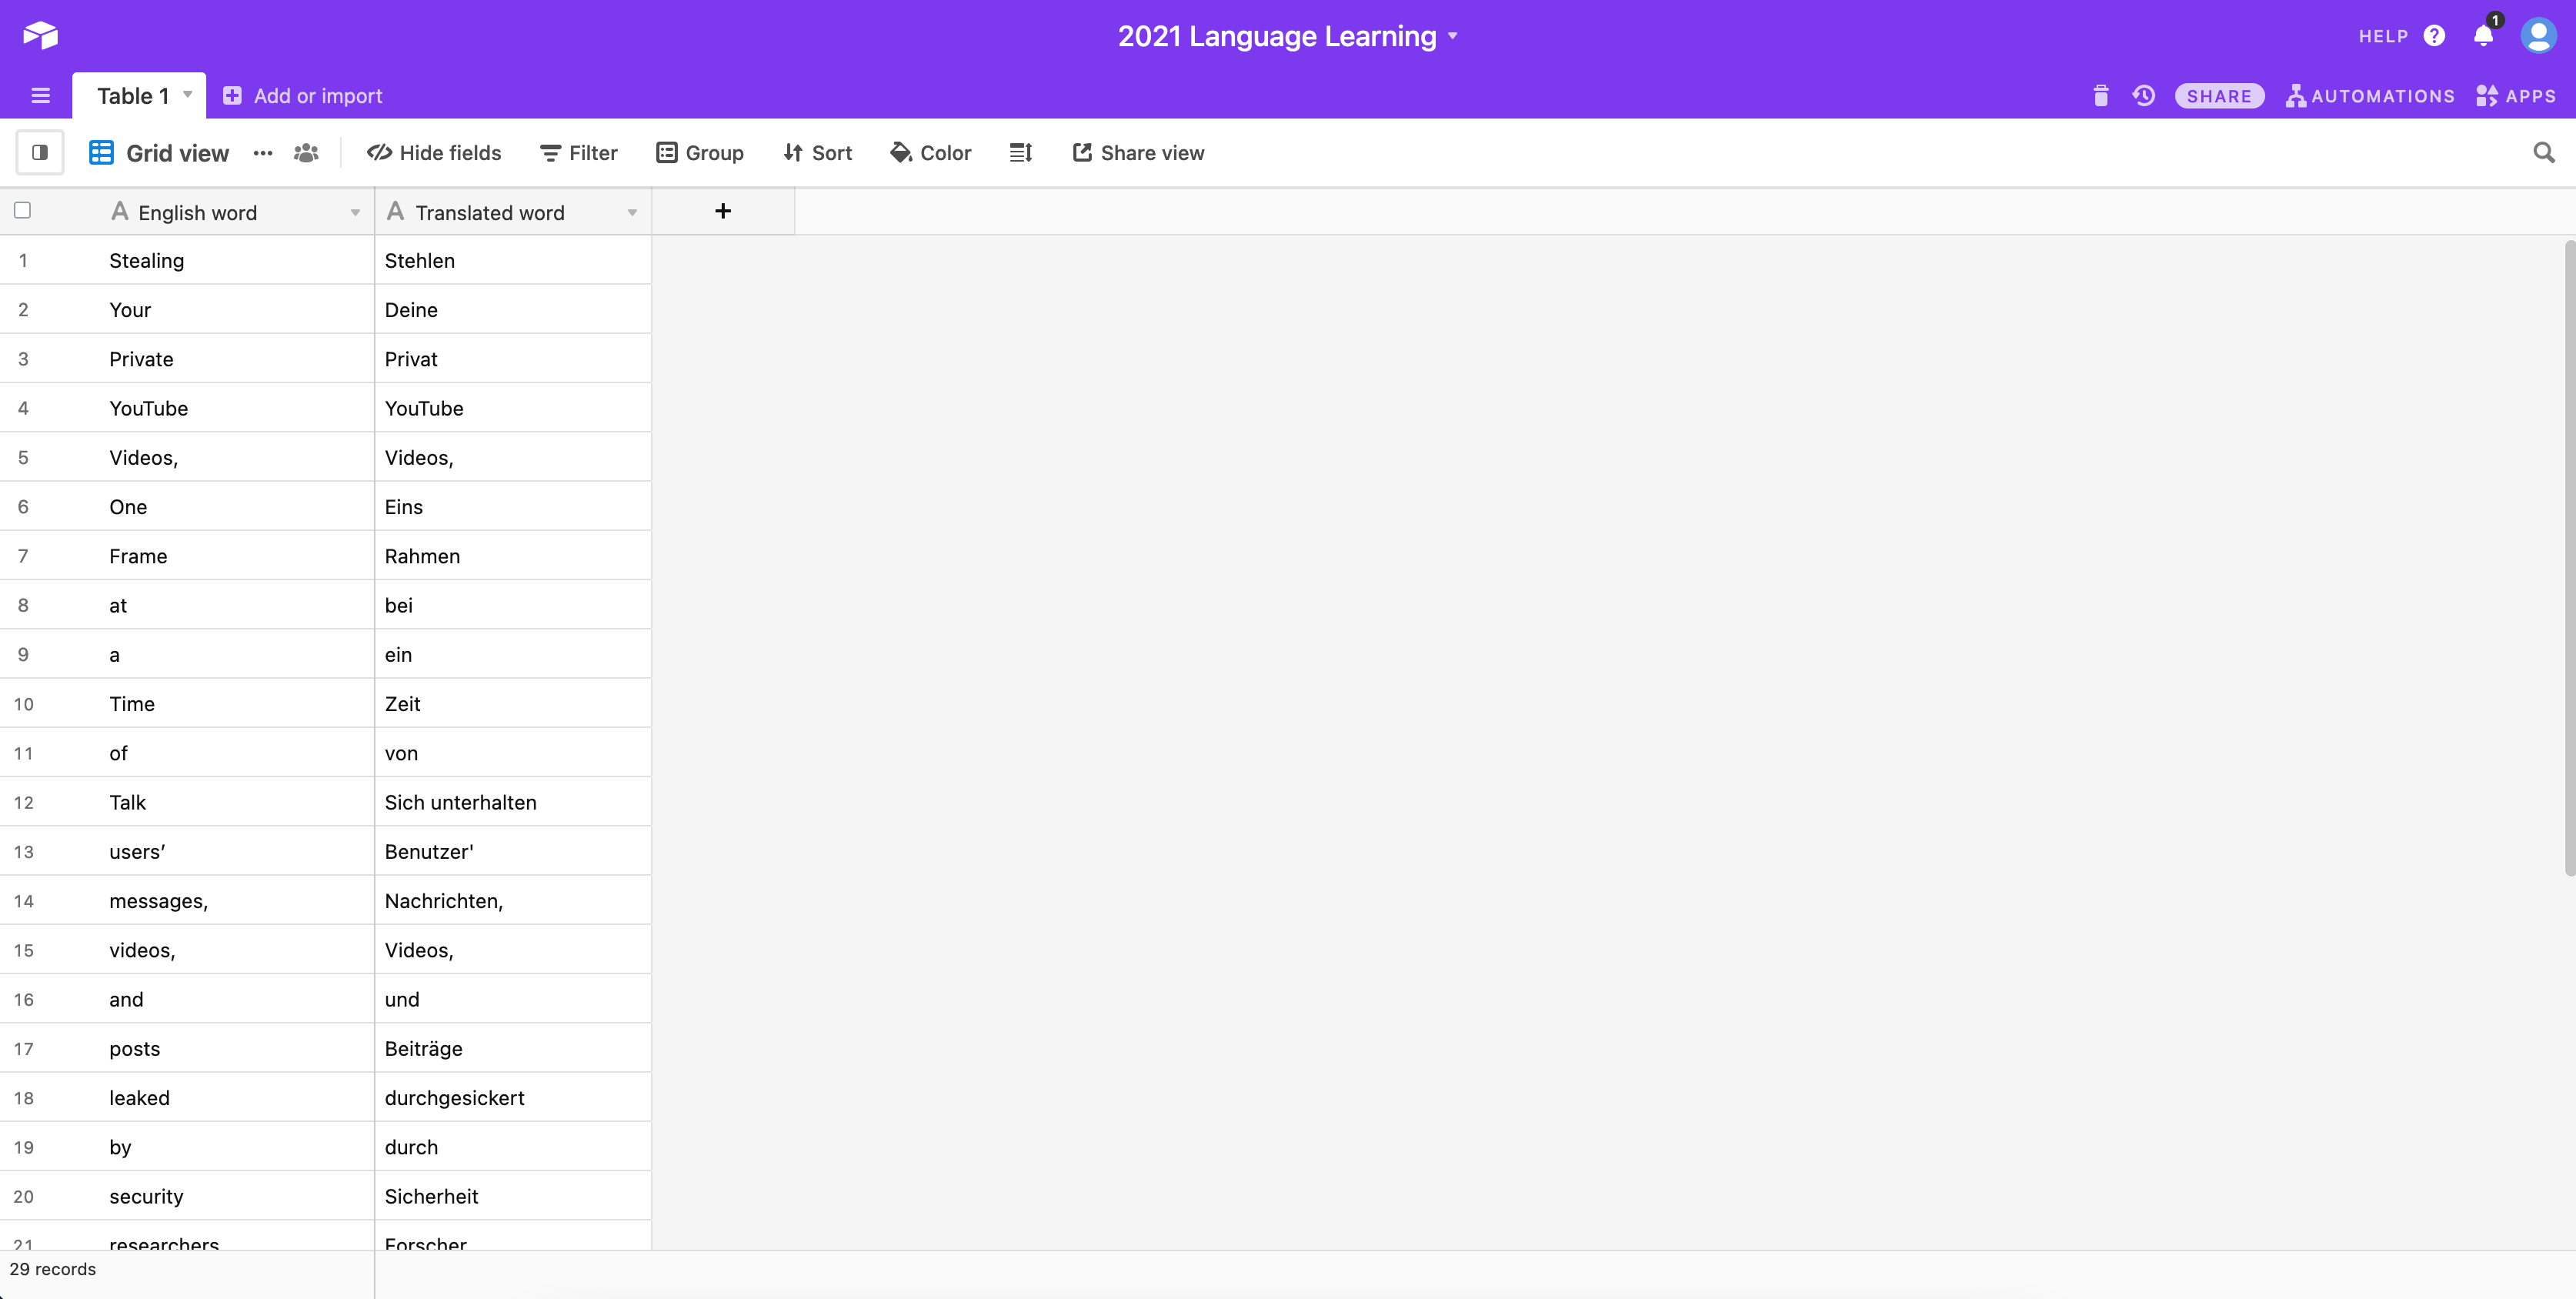 2021 Language Learning
HELP ? 1
Table 1 Add or import SHARE AUTOMATIONS APPS
Grid view ... Hide fields Filter Group Sort Color Share view
A English word A Translated word +
1 Stealing Stehlen
2 Your Deine
3 Private Privat
4 YouTube YouTube
5 Videos, Videos,
6 One Eins
7 Frame Rahmen
8 at bei
9 a ein
10 Time Zeit
11 of von
12 Talk Sich unterhalten
13 users’ Benutzer'
14 messages, Nachrichten,
15 videos, Videos,
16 and und
17 posts Beiträge
18 leaked durchgesickert
19 by durch
20 security Sicherheit
21 researchers Forscher
29 records